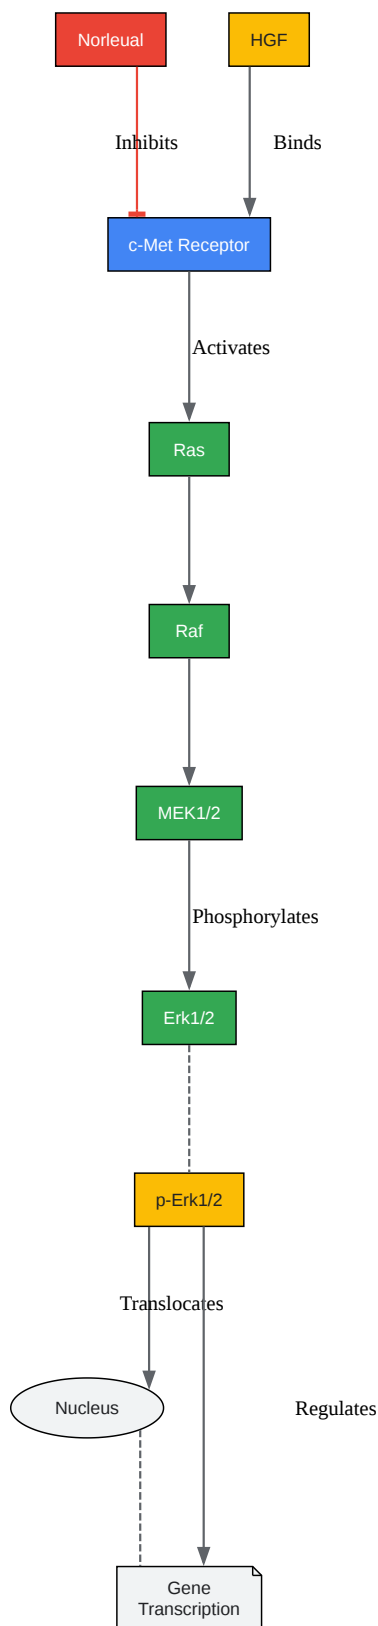 Norleual
HGF
Inhibits
Binds
c-Met Receptor
Activates
Ras
Raf
MEK1/2
Phosphorylates
Erk1/2
p-Erk1/2
Translocates
Nucleus
Regulates
Gene
Transcription